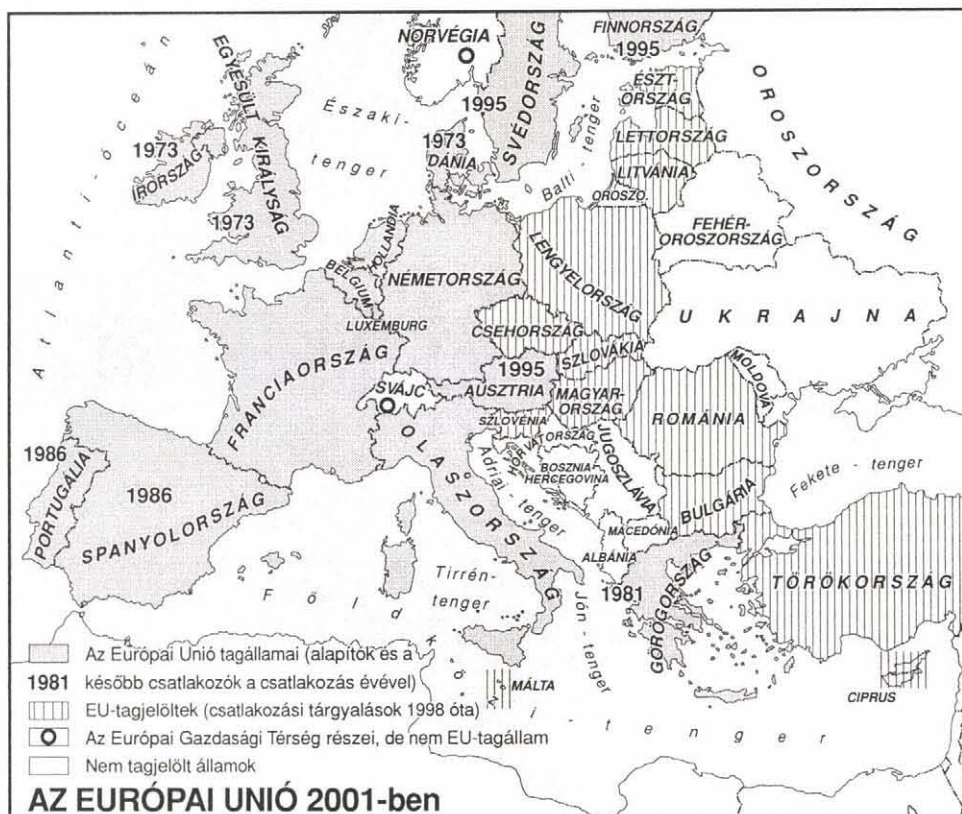 NORVÉGIA
SVÉDORSZÁG
FINNORSZÁG
1995
1995
EGYESÜLT
KIRÁLYSÁG
1973
ÍRORSZÁG
1973
Atlanti-óceán
Északi-
tenger
1973
DÁNIA
Balti - tenger
ÉSZT-
ORSZÁG
LETTORSZÁG
LITVÁNIA
OROSZO.
OROSZORSZÁG
FEHÉR-
OROSZORSZÁG
HOLLANDIA
BELGIUM
NÉMETORSZÁG
LUXEMBURG
LENGYELORSZÁG
UKRAJNA
CSEHORSZÁG
SZLOVÁKIA
1995
AUSZTRIA
MAGYAR-
ORSZÁG
MOLDOVA
ROMÁNIA
FRANCIAORSZÁG
SVÁJC
OLASZORSZÁG
SZLOVÉNIA
HORVÁTORSZÁG
BOSZNIA-
HERCEGOVINA
JUGOSZLÁVIA
Adriai - tenger
BULGÁRIA
Fekete - tenger
MACEDÓNIA
ALBÁNIA
1986
PORTUGÁLIA
1986
SPANYOLORSZÁG
1981
GÖRÖGORSZÁG
TÖRÖKORSZÁG
Tirrén-
tenger
Jón - tenger
Földközi-tenger
MÁLTA
CIPRUS
Az Európai Unió tagállamai (alapítók és a
1981 később csatlakozók a csatlakozás évével)
EU-tagjelöltek (csatlakozási tárgyalások 1998 óta)
Az Európai Gazdasági Térség részei, de nem EU-tagállam
Nem tagjelölt államok
AZ EURÓPAI UNIÓ 2001-ben